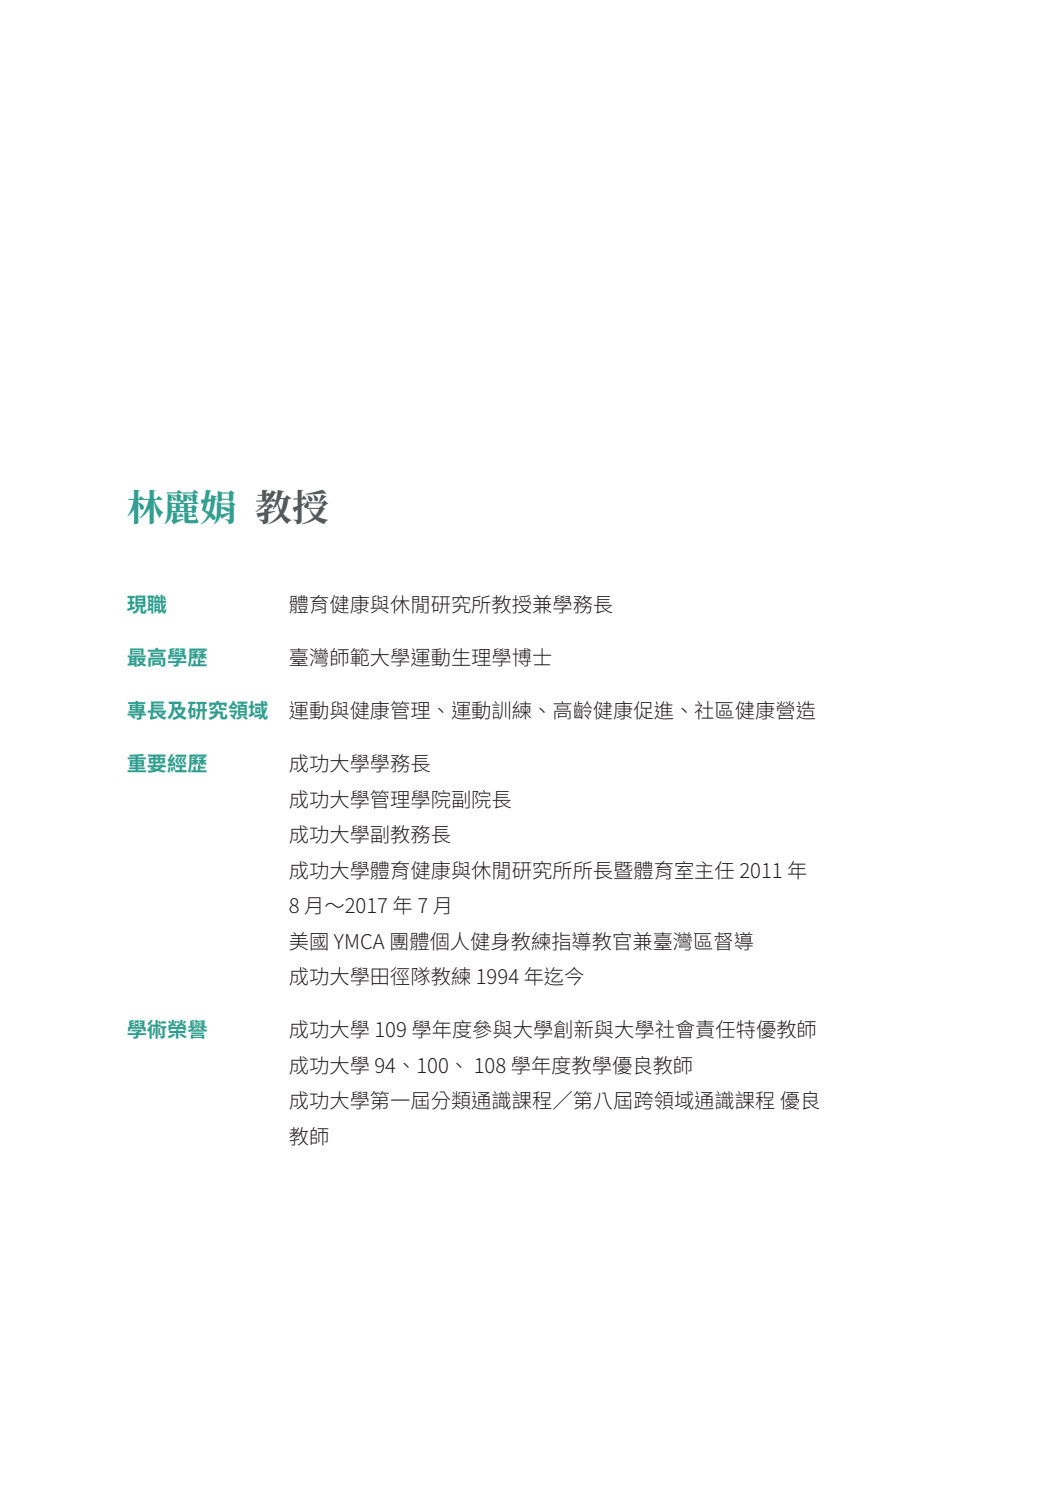 林麗娟 教授
現職 體育健康與休閒研究所教授兼學務長
最高學歷 臺灣師範大學運動生理學博士
專長及研究領域 運動與健康管理、運動訓練、高齡健康促進、社區健康營造
重要經歷 成功大學學務長
成功大學管理學院副院長
成功大學副教務長
成功大學體育健康與休閒研究所所長暨體育室主任 2011 年
8 月～2017 年 7 月
美國 YMCA 團體個人健身教練指導教官兼臺灣區督導
成功大學田徑隊教練 1994 年迄今
學術榮譽 成功大學 109 學年度參與大學創新與大學社會責任特優教師
成功大學 94、100、 108 學年度教學優良教師
成功大學第一屆分類通識課程／第八屆跨領域通識課程 優良
教師